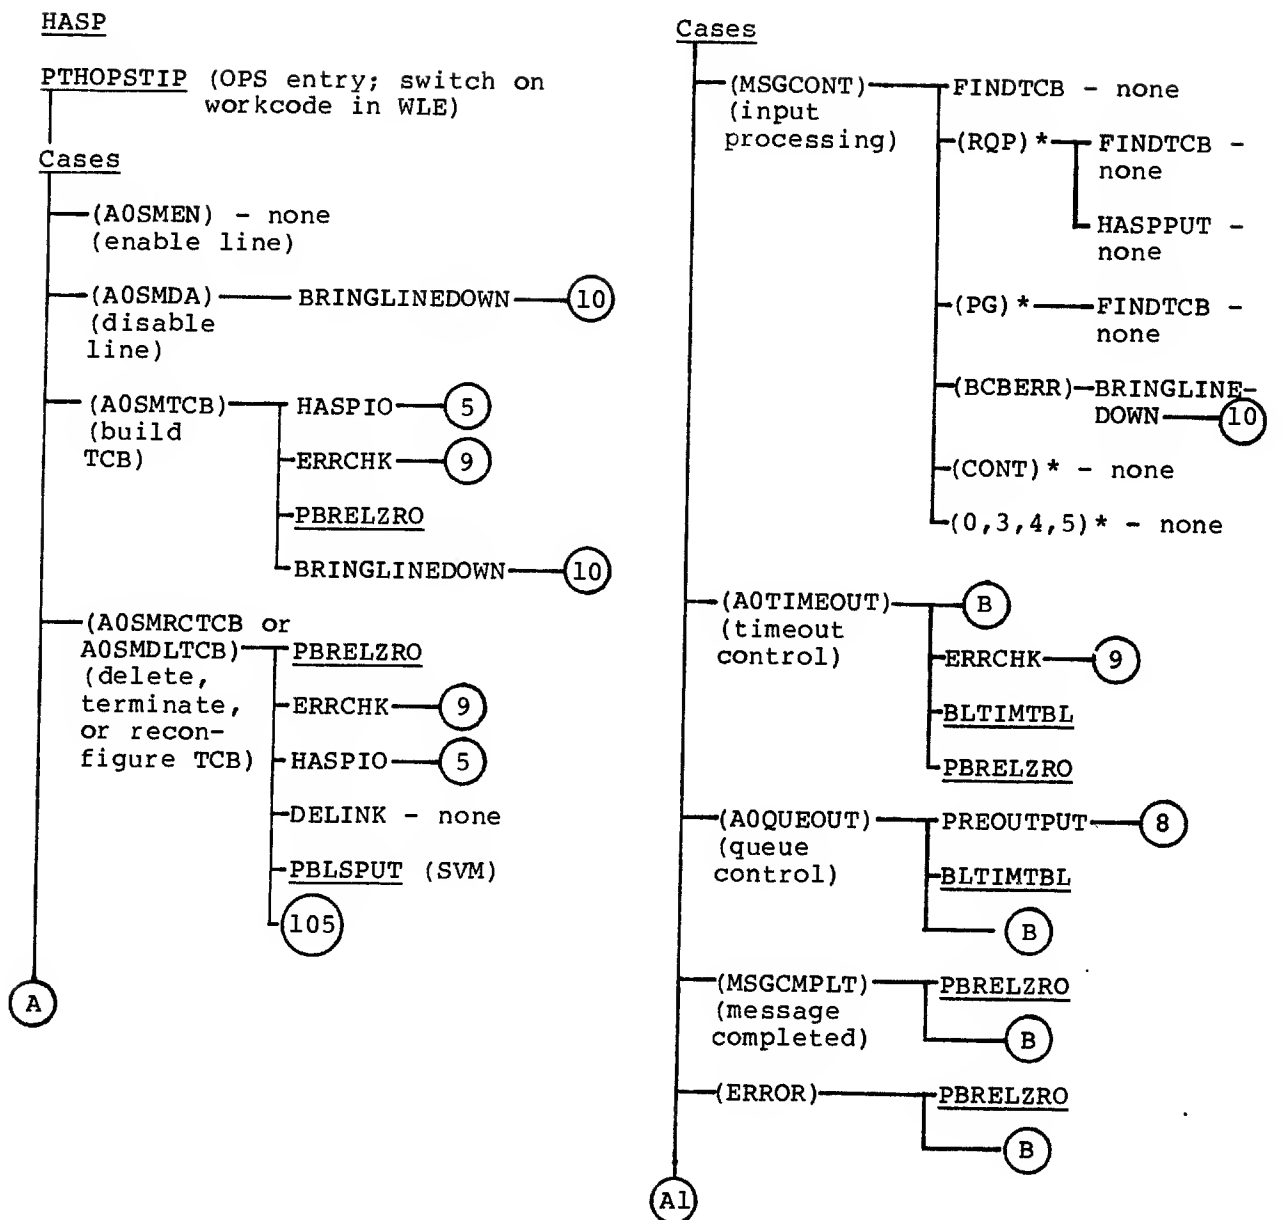 HASP
PTHOPSTIP (OPS entry; switch on
workcode in WLE)
Cases
(A0SMEN) - none
(enable line)
(A0SMDA) BRINGLINEDOWN 10
(disable
line)
(A0SMTCB) HASPIO 5
(build
TCB)
ERRCHK 9
PBRELZRO
BRINGLINEDOWN 10
(A0SMRCTCB or
A0SMDLTCB) PBRELZRO
(delete,
terminate,
or recon-
figure TCB)
ERRCHK 9
HASPIO 5
DELINK - none
PBLSPUT (SVM)
105
A
Cases
(MSGCONT) FINDTCB - none
(input
processing)
(RQP)* FINDTCB -
none
HASPPUT -
none
(PG)* FINDTCB -
none
(BCBERR) BRINGLINE-
DOWN 10
(CONT)* - none
(0,3,4,5)* - none
(A0TIMEOUT) B
(timeout
control)
ERRCHK 9
BLTIMTBL
PBRELZRO
(A0QUEOUT) PREOUTPUT 8
(queue
control)
BLTIMTBL
B
(MSGCMPLT) PBRELZRO
(message
completed)
B
(ERROR) PBRELZRO
B
A1